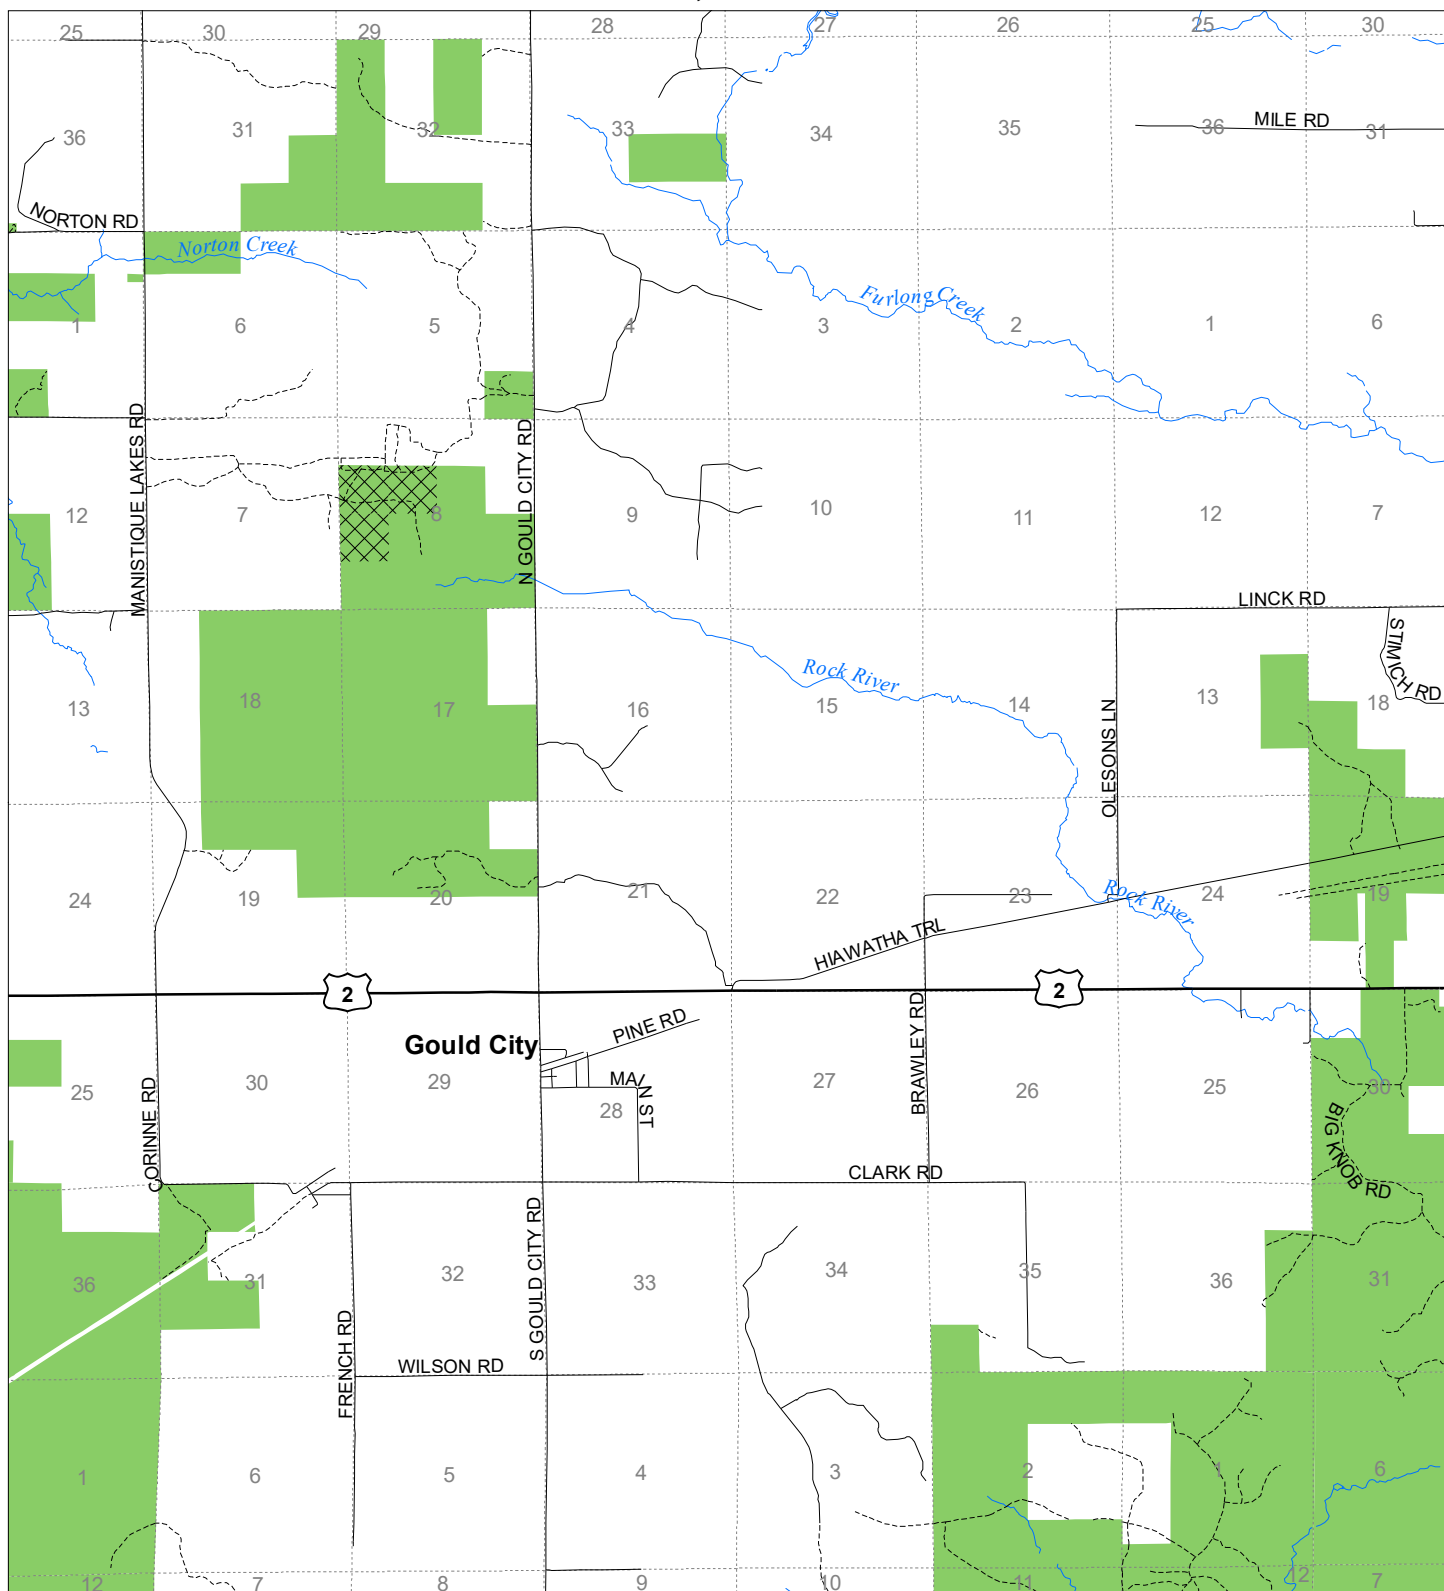 25 30 29 28 27 26 25 30
36 31 32 33 34 35 36 MILE RD 31
NORTON RD
Norton Creek
Furlong Creek
1 6 5 4 3 2 1 6
MANISTIQUE LAKES RD
N GOULD CITY RD
12 7 8 9 10 11 12 7
LINCK RD
STIMICH RD
Rock River
13 18 17 16 15 14 13 18
OLESONS LN
24 19 20 21 22 23 24 19
Rock River
HIAWATHA TRL
2
2
Gould City
PINE RD
MAIN ST
BRAWLEY RD
CORINNE RD
25 30 29 28 27 26 25 30
BIG KNOB RD
CLARK RD
S GOULD CITY RD
36 31 32 33 34 35 36 31
FRENCH RD
WILSON RD
1 6 5 4 3 2 1 6
12 7 8 9 10 11 12 7